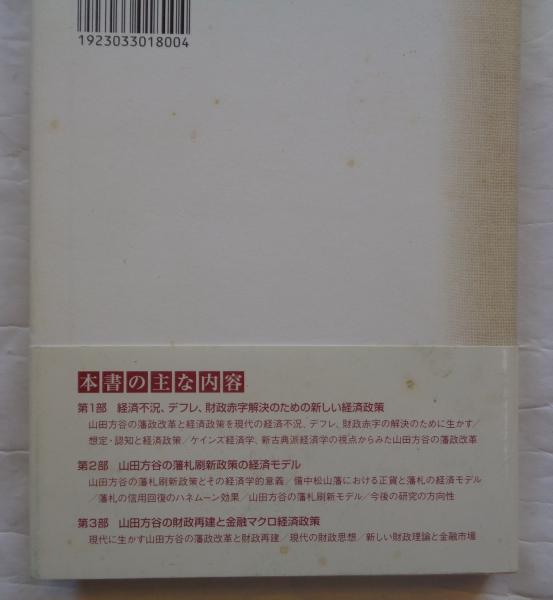 1923033018004
本書の主な内容
第1部 経済不況、デフレ、財政赤字解決のための新しい経済政策
山田方谷の藩政改革と経済政策を現代の経済不況、デフレ、財政赤字の解決のために生かす/
想定・認知と経済政策/ケインズ経済学、新古典派経済学の視点からみた山田方谷の藩政改革
第2部 山田方谷の藩札刷新政策の経済モデル
山田方谷の藩札刷新政策とその経済学的意義/備中松山藩における正貨と藩札の経済モデル
/藩札の信用回復のハネムーン効果/山田方谷の藩札刷新モデル/今後の研究の方向性
第3部 山田方谷の財政再建と金融マクロ経済政策
現代に生かす山田方谷の藩政改革と財政再建/現代の財政思想/新しい財政理論と金融市場